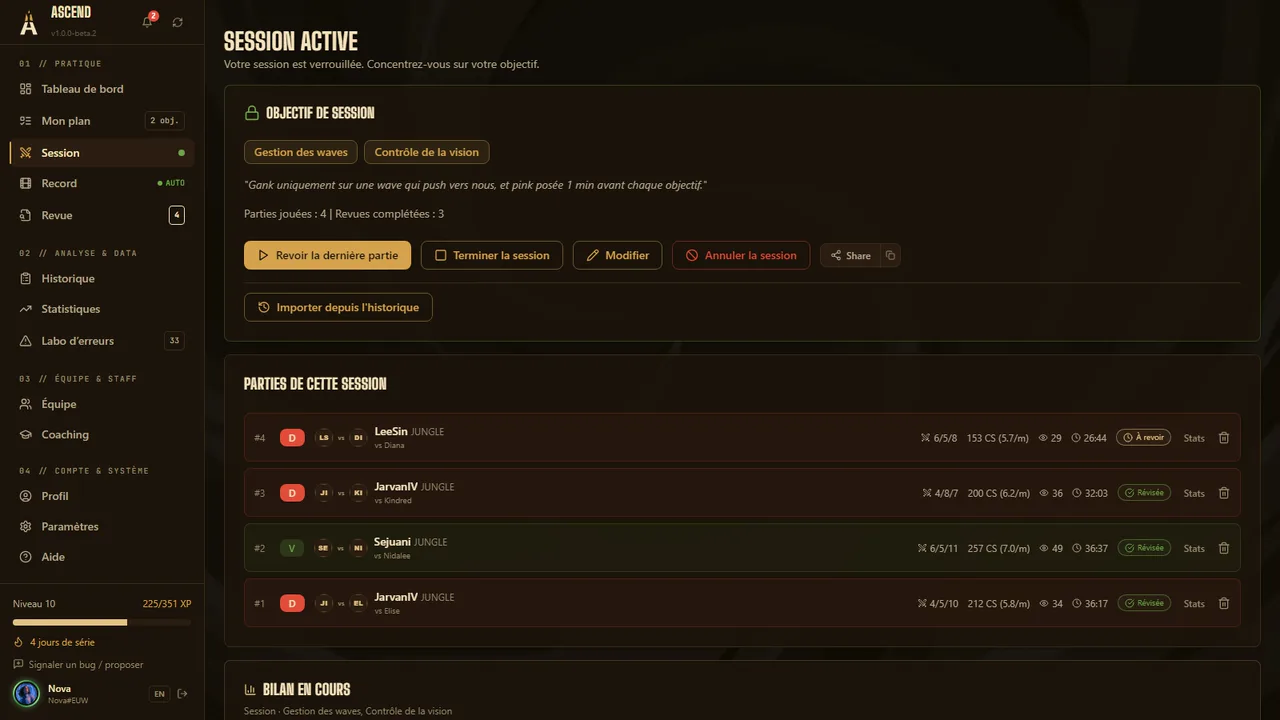 ASCEND
v1.0.0-beta.2
2
01 // PRATIQUE
Tableau de bord
Mon plan
2 obj.
Session
Record
AUTO
Revue
4
02 // ANALYSE & DATA
Historique
Statistiques
Labo d'erreurs
33
03 // ÉQUIPE & STAFF
Équipe
Coaching
04 // COMPTE & SYSTÈME
Profil
Paramètres
Aide
Niveau 10
225/351 XP
4 jours de série
Signaler un bug / proposer
Nova
Nova#EUW
EN
SESSION ACTIVE
Votre session est verrouillée. Concentrez-vous sur votre objectif.
OBJECTIF DE SESSION
Gestion des waves
Contrôle de la vision
"Gank uniquement sur une wave qui push vers nous, et pink posée 1 min avant chaque objectif."
Parties jouées : 4 | Revues complétées : 3
Revoir la dernière partie
Terminer la session
Modifier
Annuler la session
Share
Importer depuis l'historique
PARTIES DE CETTE SESSION
#4 D LS vs DI LeeSin JUNGLE 6/5/8 153 CS (5.7/m) 29 26:44 À revoir Stats
vs Diana
#3 D JI vs KI JarvanIV JUNGLE 4/8/7 200 CS (6.2/m) 36 32:03 Révisée Stats
vs Kindred
#2 V SE vs NI Sejuani JUNGLE 6/5/11 257 CS (7.0/m) 49 36:37 Révisée Stats
vs Nidalee
#1 D JI vs EL JarvanIV JUNGLE 4/5/10 212 CS (5.8/m) 34 36:17 Révisée Stats
vs Elise
BILAN EN COURS
Session · Gestion des waves, Contrôle de la vision